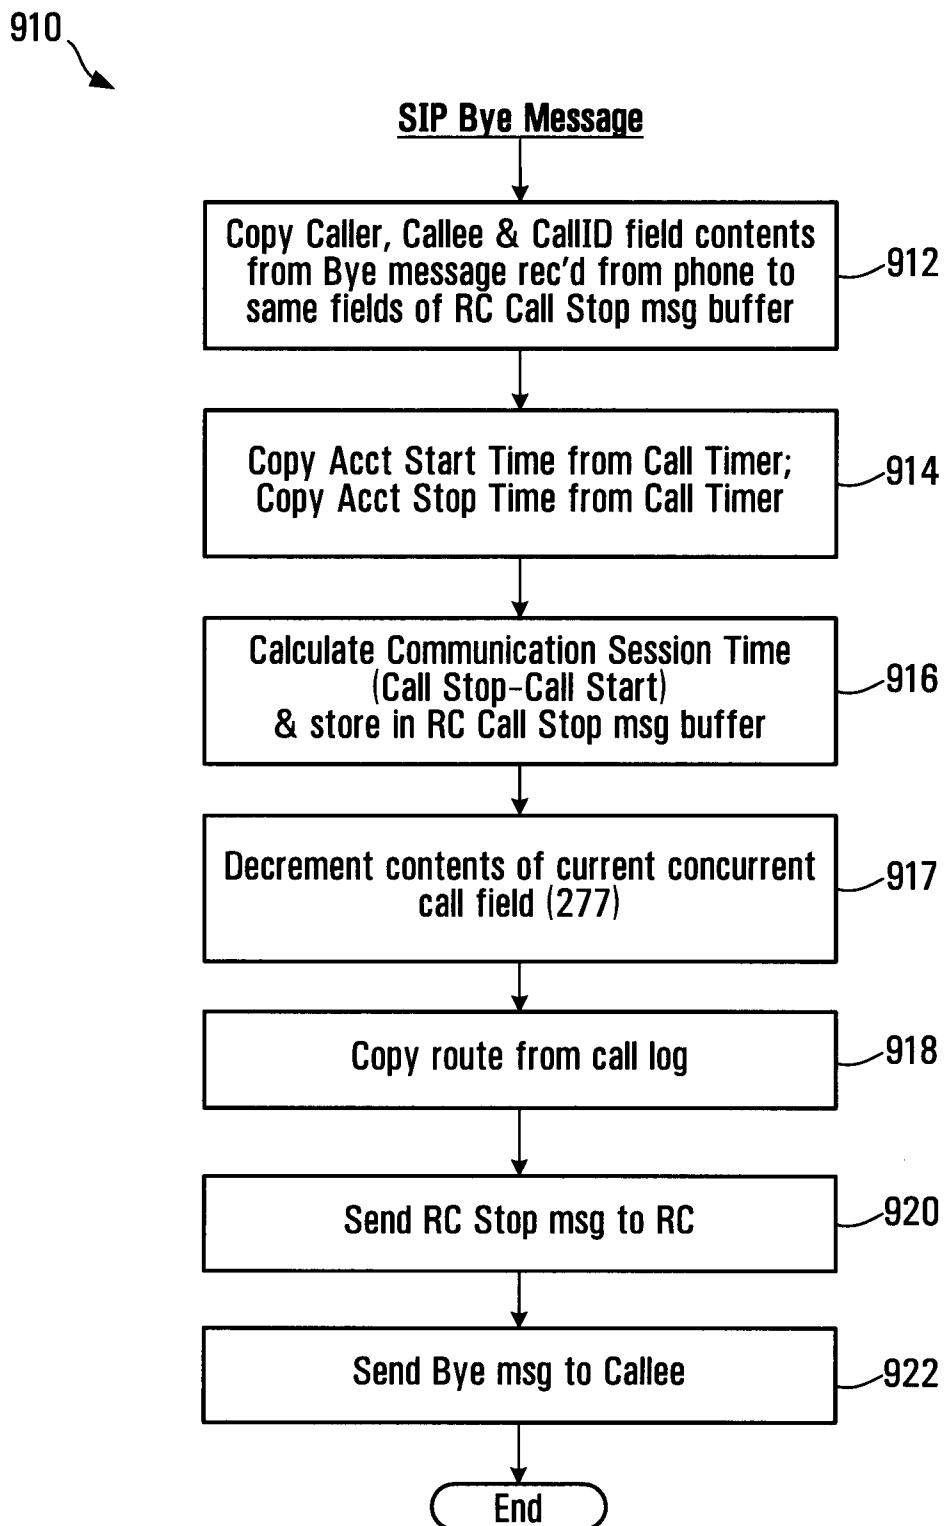 910
SIP Bye Message
Copy Caller, Callee & CallID field contents
from Bye message rec'd from phone to
same fields of RC Call Stop msg buffer
912
Copy Acct Start Time from Call Timer;
Copy Acct Stop Time from Call Timer
914
Calculate Communication Session Time
(Call Stop-Call Start)
& store in RC Call Stop msg buffer
916
Decrement contents of current concurrent
call field (277)
917
Copy route from call log
918
Send RC Stop msg to RC
920
Send Bye msg to Callee
922
End